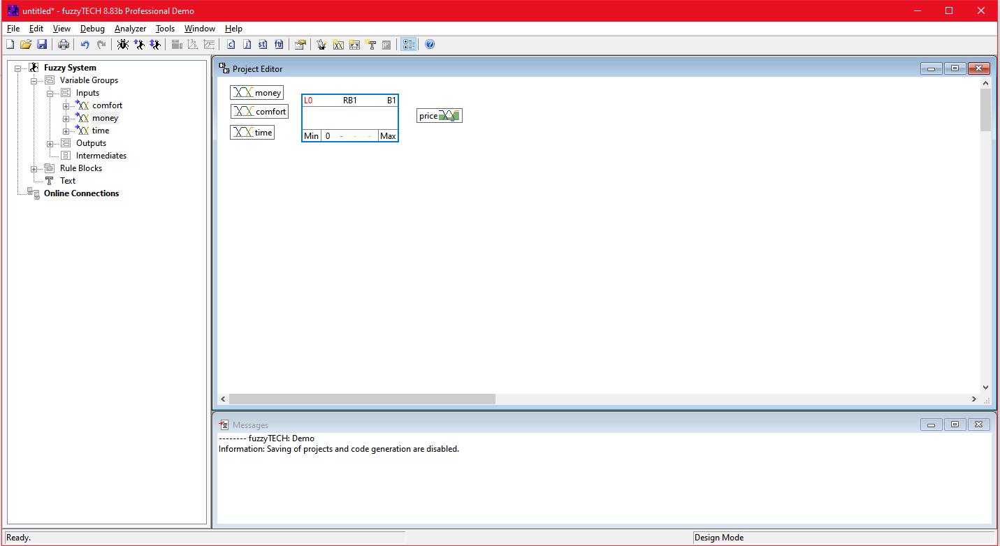 untitled* - fuzzyTECH 8.83b Professional Demo
File Edit View Debug Analyzer Tools Window Help
c j st ftl
Fuzzy System
Variable Groups
Inputs
comfort
money
time
Outputs
Intermediates
Rule Blocks
T Text
Online Connections
Project Editor
money
comfort
time
L0 RB1 B1
Min 0 - - - Max
price
Messages
-------- fuzzyTECH: Demo
Information: Saving of projects and code generation are disabled.
Ready.
Design Mode